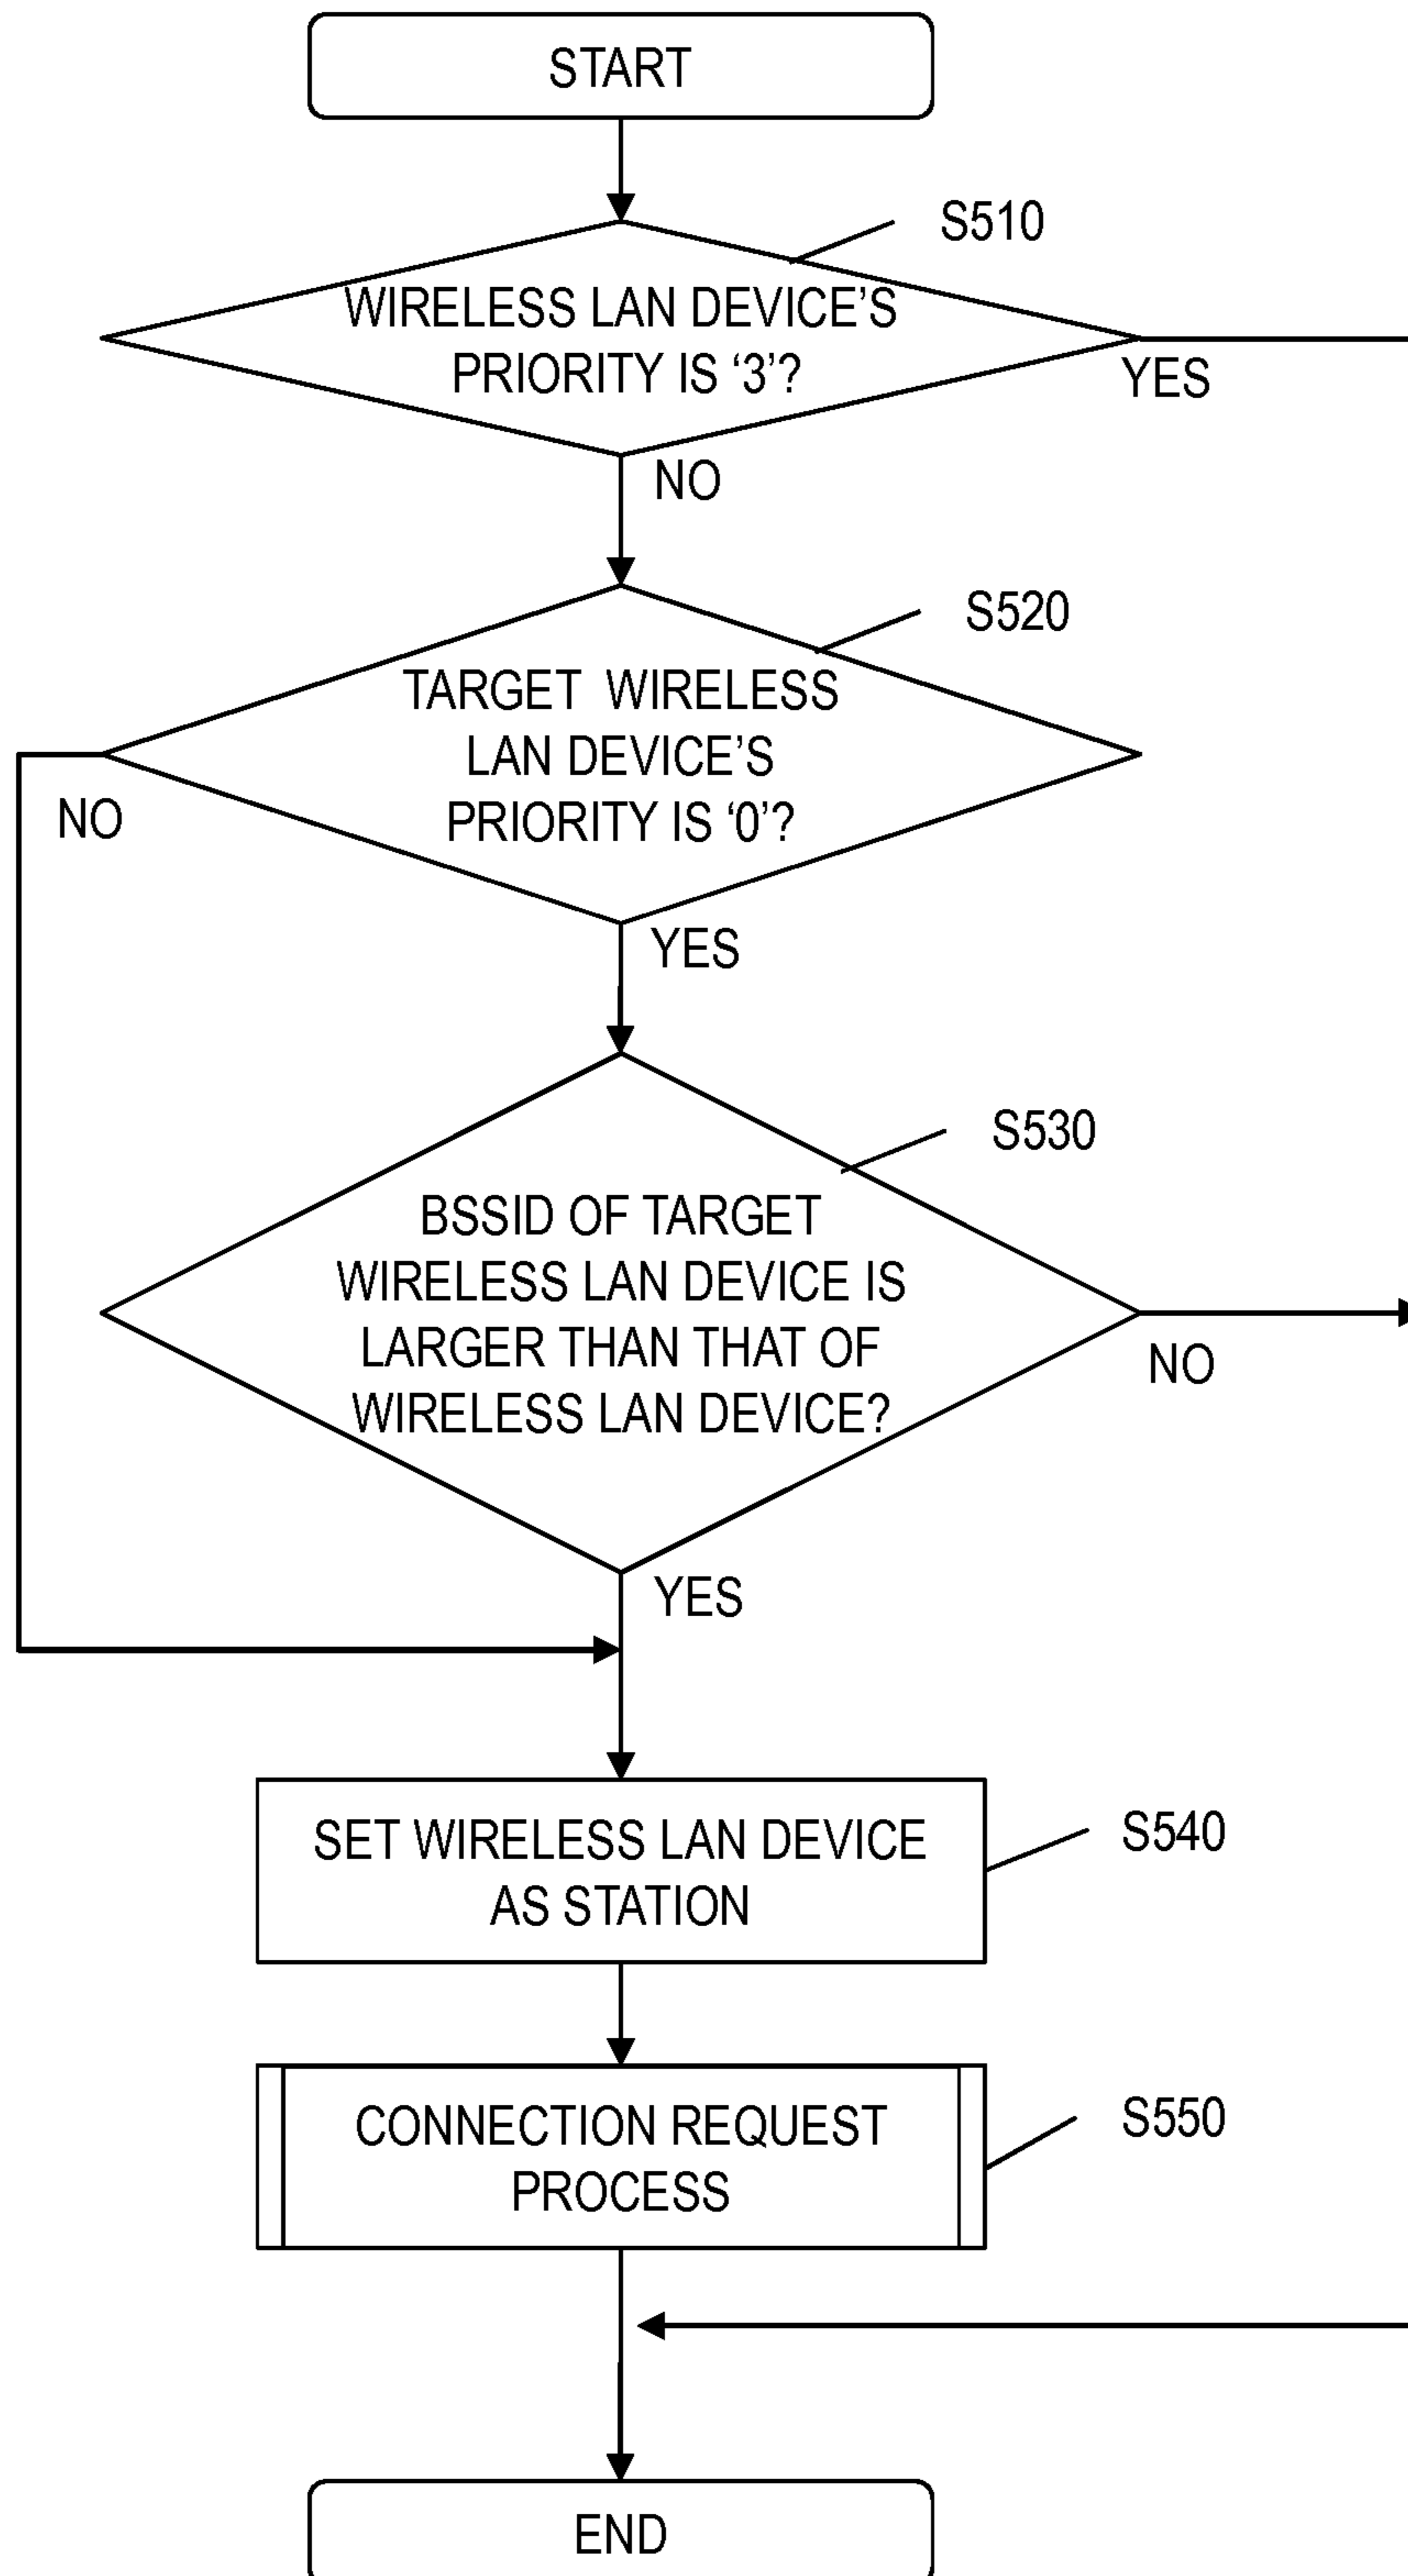 START
S510
WIRELESS LAN DEVICE’S
PRIORITY IS ‘3’?
YES
NO
S520
TARGET WIRELESS
LAN DEVICE’S
PRIORITY IS ‘0’?
NO
YES
S530
BSSID OF TARGET
WIRELESS LAN DEVICE IS
LARGER THAN THAT OF
WIRELESS LAN DEVICE?
NO
YES
SET WIRELESS LAN DEVICE
AS STATION
S540
CONNECTION REQUEST
PROCESS
S550
END